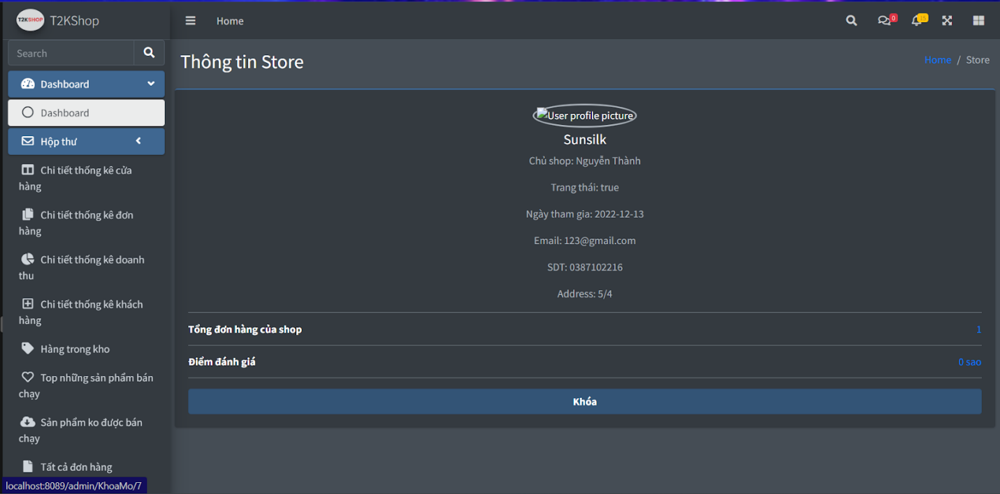 T2KSHOP
T2KShop
Home
0
15
Search
Dashboard
Dashboard
Hộp thư
Chi tiết thống kê cửa
hàng
Chi tiết thống kê đơn
hàng
Chi tiết thống kê doanh
thu
Chi tiết thống kê khách
hàng
Hàng trong kho
Top những sản phẩm bán
chạy
Sản phẩm ko được bán
chạy
Tất cả đơn hàng
localhost:8089/admin/KhoaMo/7
Thông tin Store
Home / Store
User profile picture
Sunsilk
Chủ shop: Nguyễn Thành
Trang thái: true
Ngày tham gia: 2022-12-13
Email: 123@gmail.com
SDT: 0387102216
Address: 5/4
Tổng đơn hàng của shop 1
Điểm đánh giá 0 sao
Khóa